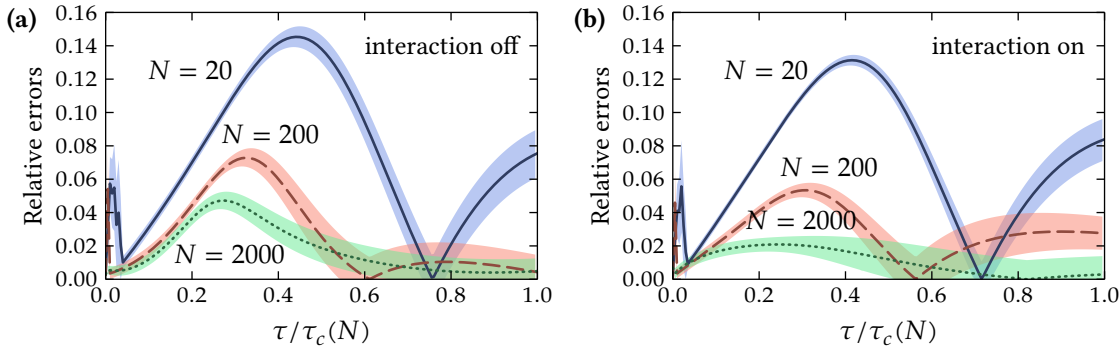 (a)
Relative errors
0.16
0.14
0.12
0.10
0.08
0.06
0.04
0.02
0.00
interaction off
N = 20
N = 200
N = 2000
0.0 0.2 0.4 0.6 0.8 1.0
τ/τc(N)
(b)
Relative errors
0.16
0.14
0.12
0.10
0.08
0.06
0.04
0.02
0.00
interaction on
N = 20
N = 200
N = 2000
0.0 0.2 0.4 0.6 0.8 1.0
τ/τc(N)